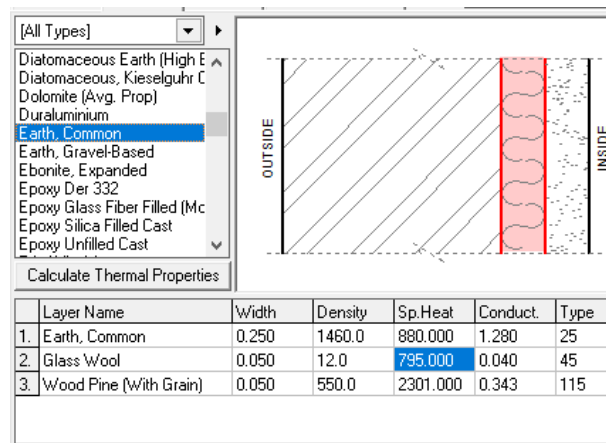 [All Types]
Diatomaceous Earth (High E
Diatomaceous, Kieselguhr C
Dolomite (Avg. Prop)
Duraluminium
Earth, Common
Earth, Gravel-Based
Ebonite, Expanded
Epoxy Der 332
Epoxy Glass Fiber Filled (Mc
Epoxy Silica Filled Cast
Epoxy Unfilled Cast
Calculate Thermal Properties
OUTSIDE
INSIDE
Layer Name Width Density Sp.Heat Conduct. Type
1. Earth, Common 0.250 1460.0 880.000 1.280 25
2. Glass Wool 0.050 12.0 795.000 0.040 45
3. Wood Pine (With Grain) 0.050 550.0 2301.000 0.343 115